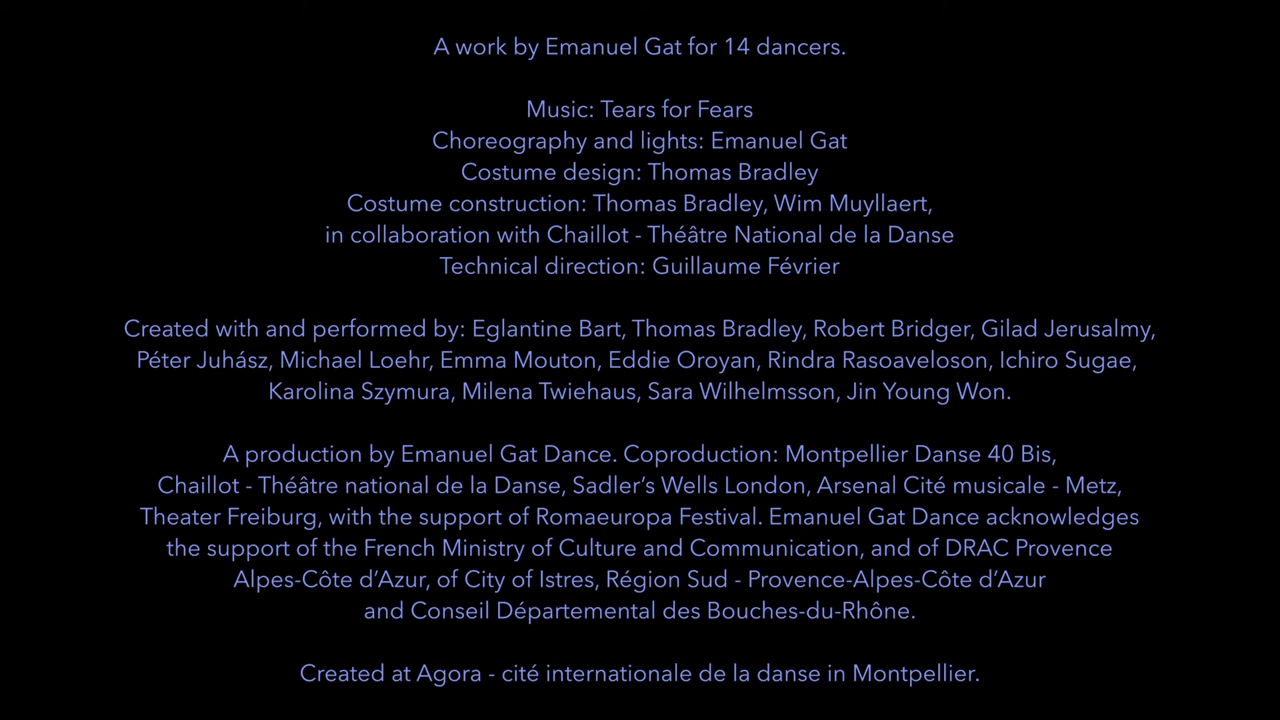 A work by Emanuel Gat for 14 dancers.
Music: Tears for Fears
Choreography and lights: Emanuel Gat
Costume design: Thomas Bradley
Costume construction: Thomas Bradley, Wim Muyllaert,
in collaboration with Chaillot - Théâtre National de la Danse
Technical direction: Guillaume Février
Created with and performed by: Eglantine Bart, Thomas Bradley, Robert Bridger, Gilad Jerusalmy,
Péter Juhász, Michael Loehr, Emma Mouton, Eddie Oroyan, Rindra Rasoaveloson, Ichiro Sugae,
Karolina Szymura, Milena Twiehaus, Sara Wilhelmsson, Jin Young Won.
A production by Emanuel Gat Dance. Coproduction: Montpellier Danse 40 Bis,
Chaillot - Théâtre national de la Danse, Sadler’s Wells London, Arsenal Cité musicale - Metz,
Theater Freiburg, with the support of Romaeuropa Festival. Emanuel Gat Dance acknowledges
the support of the French Ministry of Culture and Communication, and of DRAC Provence
Alpes-Côte d’Azur, of City of Istres, Région Sud - Provence-Alpes-Côte d’Azur
and Conseil Départemental des Bouches-du-Rhône.
Created at Agora - cité internationale de la danse in Montpellier.